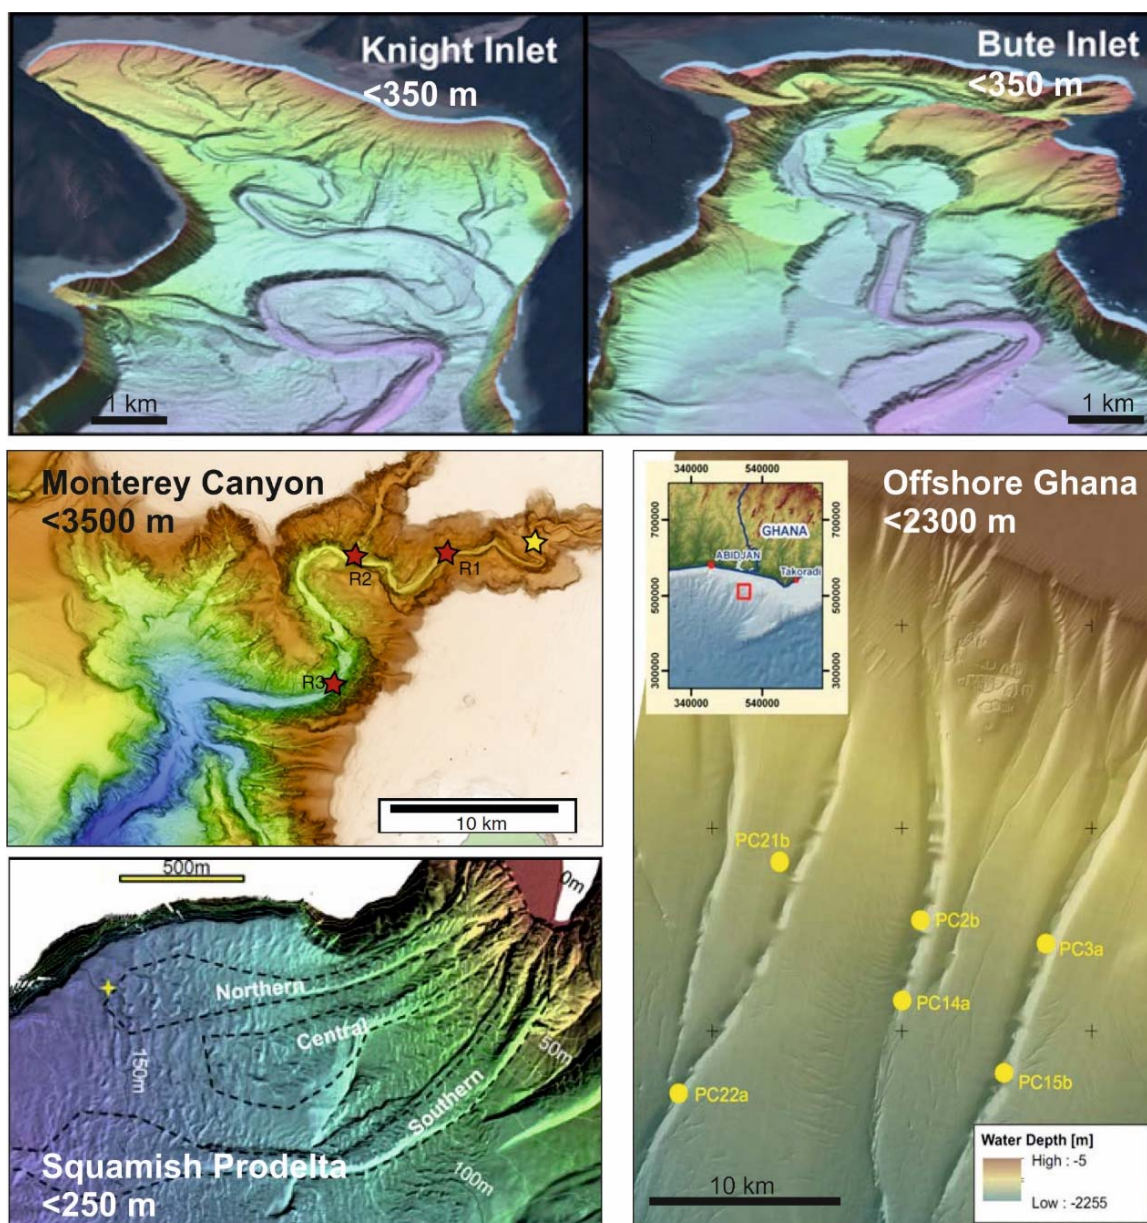 Knight Inlet
<350 m
1 km
Bute Inlet
<350 m
1 km
Monterey Canyon
<3500 m
R2
R1
R3
10 km
Offshore Ghana
<2300 m
340000
540000
700000
500000
300000
GHANA
ABIDJAN
Takoradi
700000
500000
300000
340000
540000
PC21b
PC2b
PC3a
PC14a
PC15b
PC22a
10 km
Water Depth [m]
High : -5
Low : -2255
500m
0m
Northern
Central
Southern
50m
150m
100m
Squamish Prodelta
<250 m